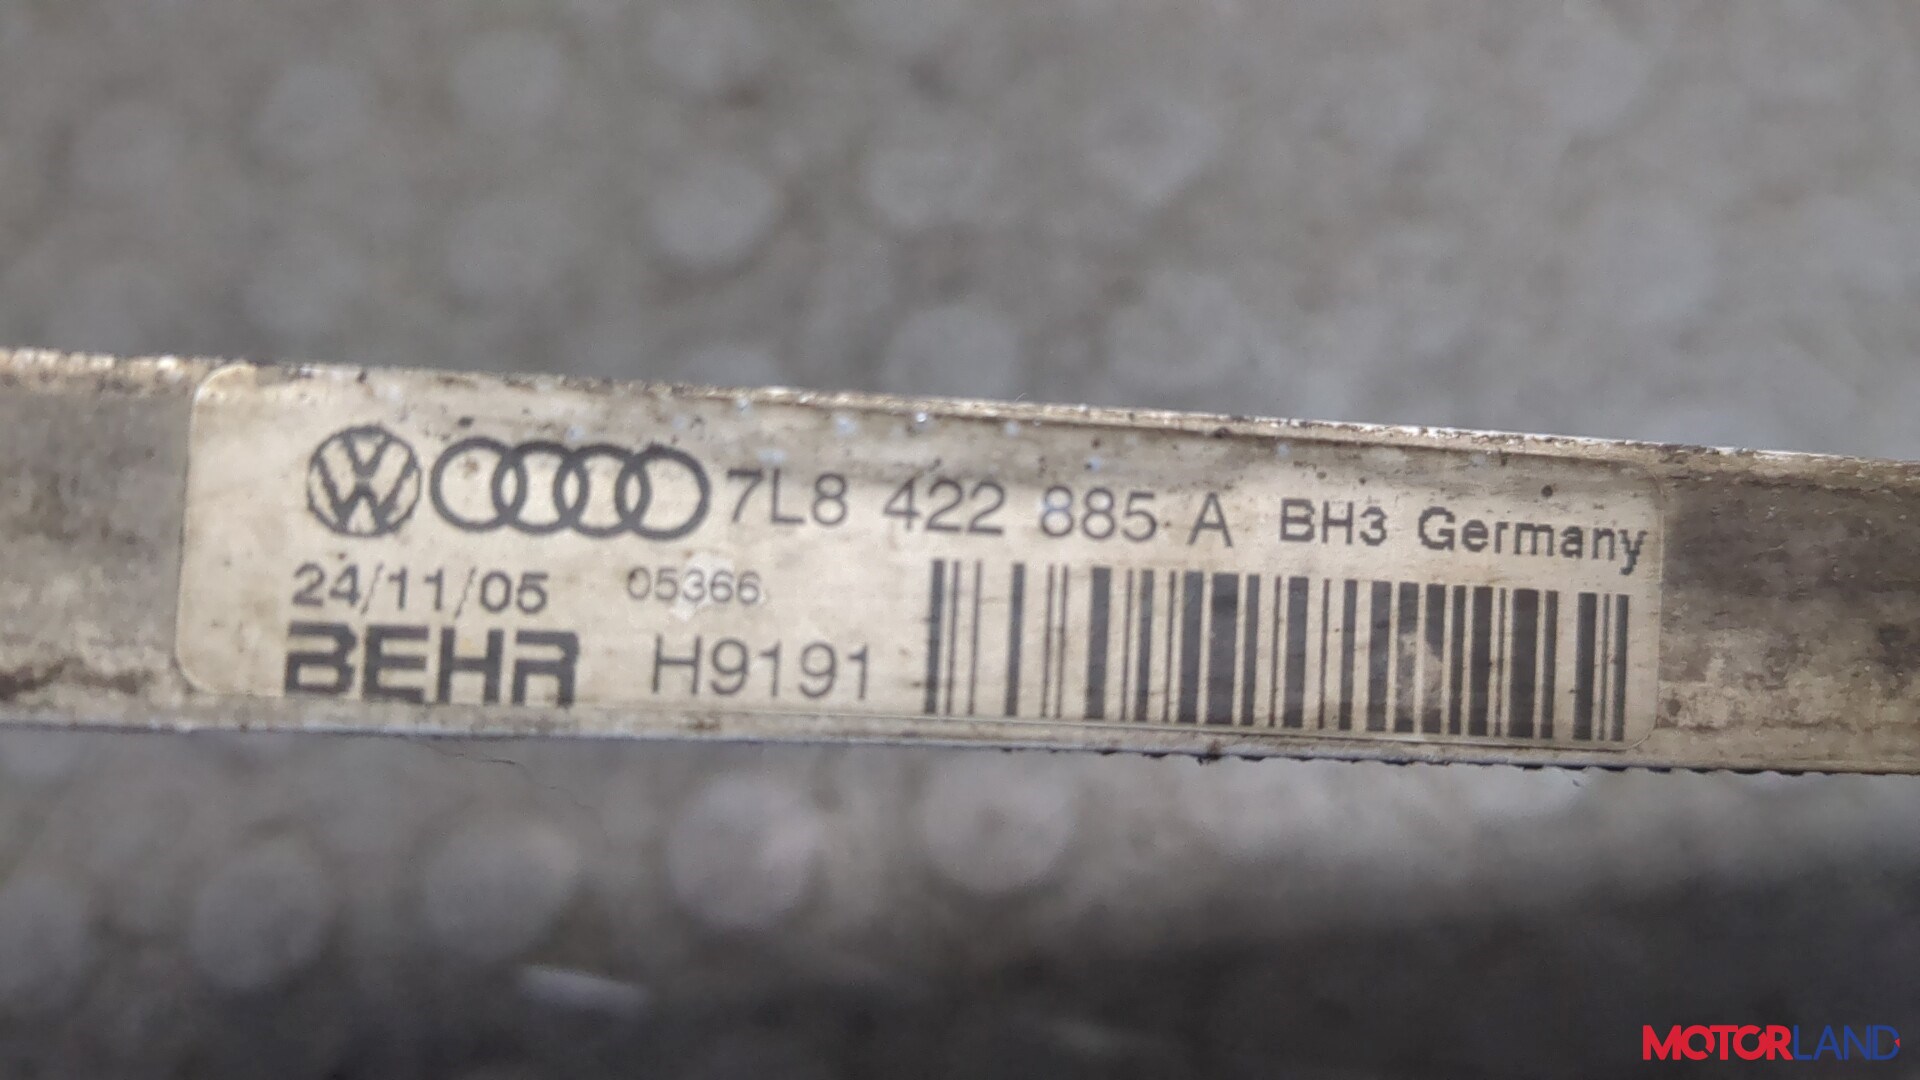 7L8 422 885 A BH3 Germany
24/11/05 05366
BEHR H9191
MOTORLAND